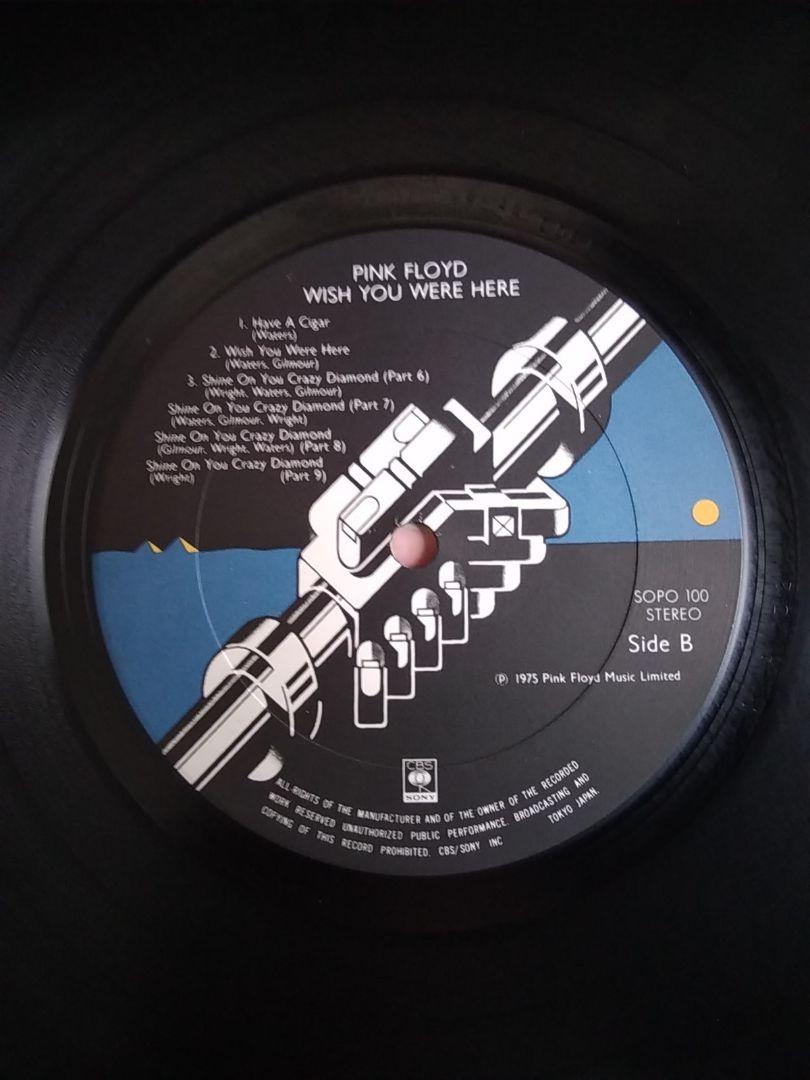 PINK FLOYD
WISH YOU WERE HERE
1. Have A Cigar
(Waters)
2. Wish You Were Here
(Waters, Gilmour)
3. Shine On You Crazy Diamond (Part 6)
(Wright, Waters, Gilmour)
Shine On You Crazy Diamond (Part 7)
(Waters, Gilmour, Wright)
Shine On You Crazy Diamond
(Gilmour, Wright, Waters) (Part 8)
Shine On You Crazy Diamond
(Wright) (Part 9)
SOPO 100
STEREO
Side B
℗ 1975 Pink Floyd Music Limited
CBS
SONY
ALL RIGHTS OF THE MANUFACTURER AND OF THE OWNER OF THE RECORDED
WORK RESERVED UNAUTHORIZED PUBLIC PERFORMANCE. BROADCASTING AND
COPYING OF THIS RECORD PROHIBITED. CBS/SONY INC TOKYO JAPAN.